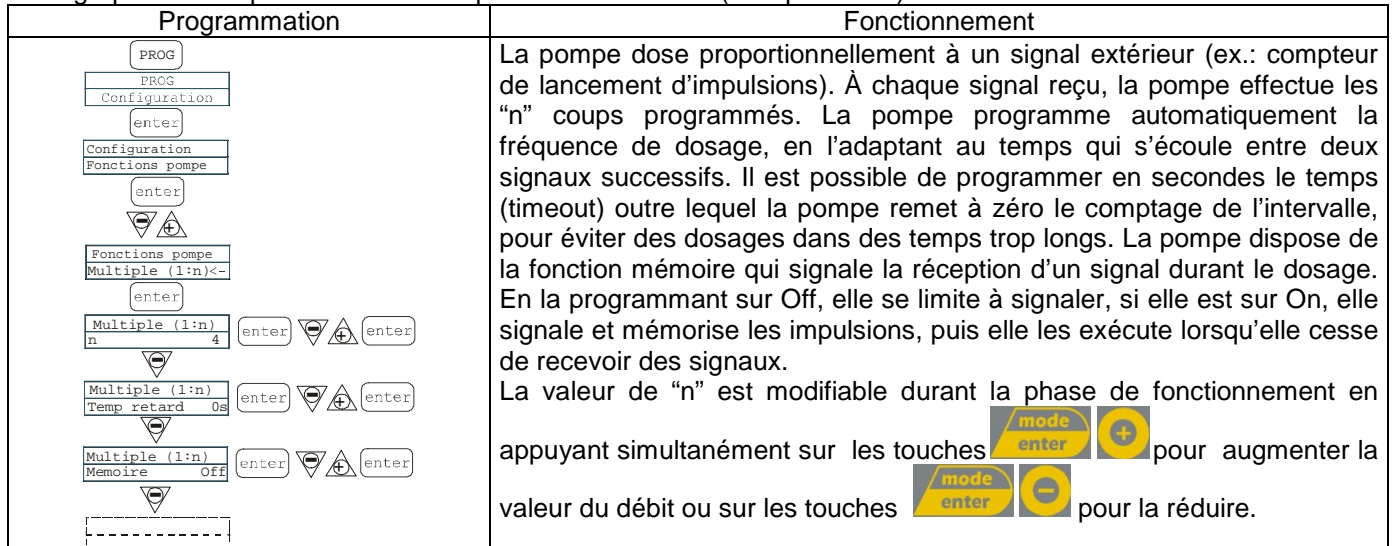 Programmation
Fonctionnement
PROG
PROG
Configuration
enter
Configuration
Fonctions pompe
enter
Fonctions pompe
Multiple (1:n)<-
enter
Multiple (1:n)
n 4
enter
enter
Multiple (1:n)
Temp retard 0s
enter
enter
Multiple (1:n)
Memoire Off
enter
enter
La pompe dose proportionnellement à un signal extérieur (ex.: compteur
de lancement d’impulsions). À chaque signal reçu, la pompe effectue les
“n” coups programmés. La pompe programme automatiquement la
fréquence de dosage, en l’adaptant au temps qui s’écoule entre deux
signaux successifs. Il est possible de programmer en secondes le temps
(timeout) outre lequel la pompe remet à zéro le comptage de l’intervalle,
pour éviter des dosages dans des temps trop longs. La pompe dispose de
la fonction mémoire qui signale la réception d’un signal durant le dosage.
En la programmant sur Off, elle se limite à signaler, si elle est sur On, elle
signale et mémorise les impulsions, puis elle les exécute lorsqu’elle cesse
de recevoir des signaux.
La valeur de “n” est modifiable durant la phase de fonctionnement en
appuyant simultanément sur les touches mode enter + pour augmenter la
valeur du débit ou sur les touches mode enter - pour la réduire.